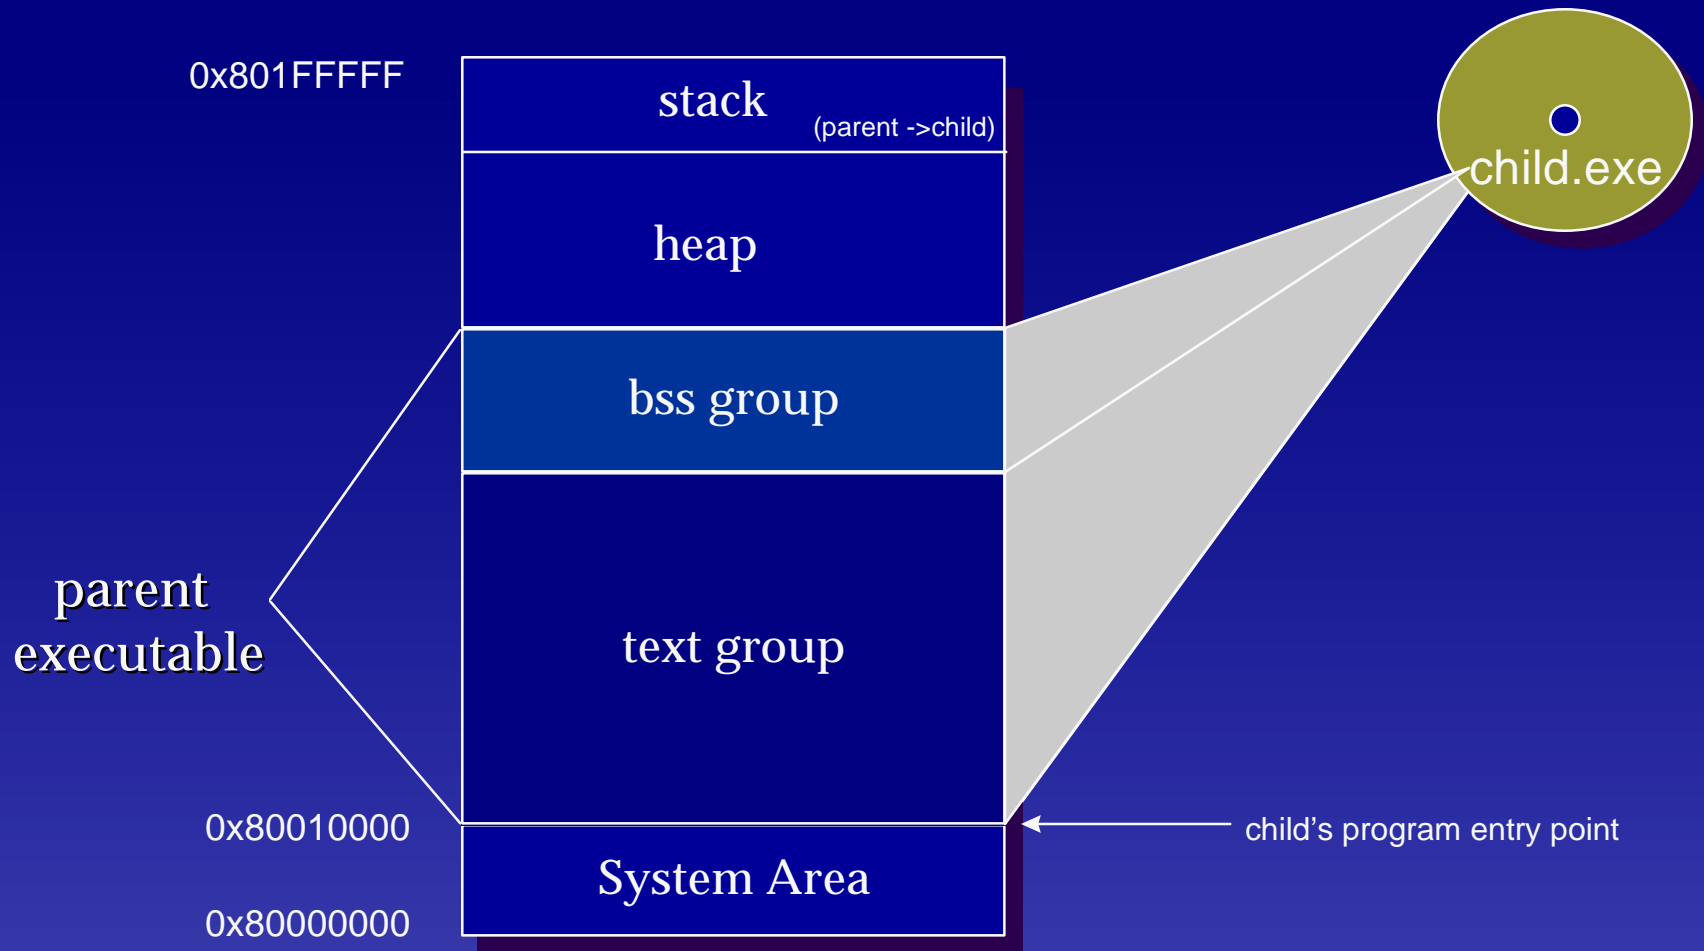 0x801FFFFF
stack
(parent ->child)
child.exe
heap
bss group
parent
executable
text group
0x80010000
child’s program entry point
System Area
0x80000000